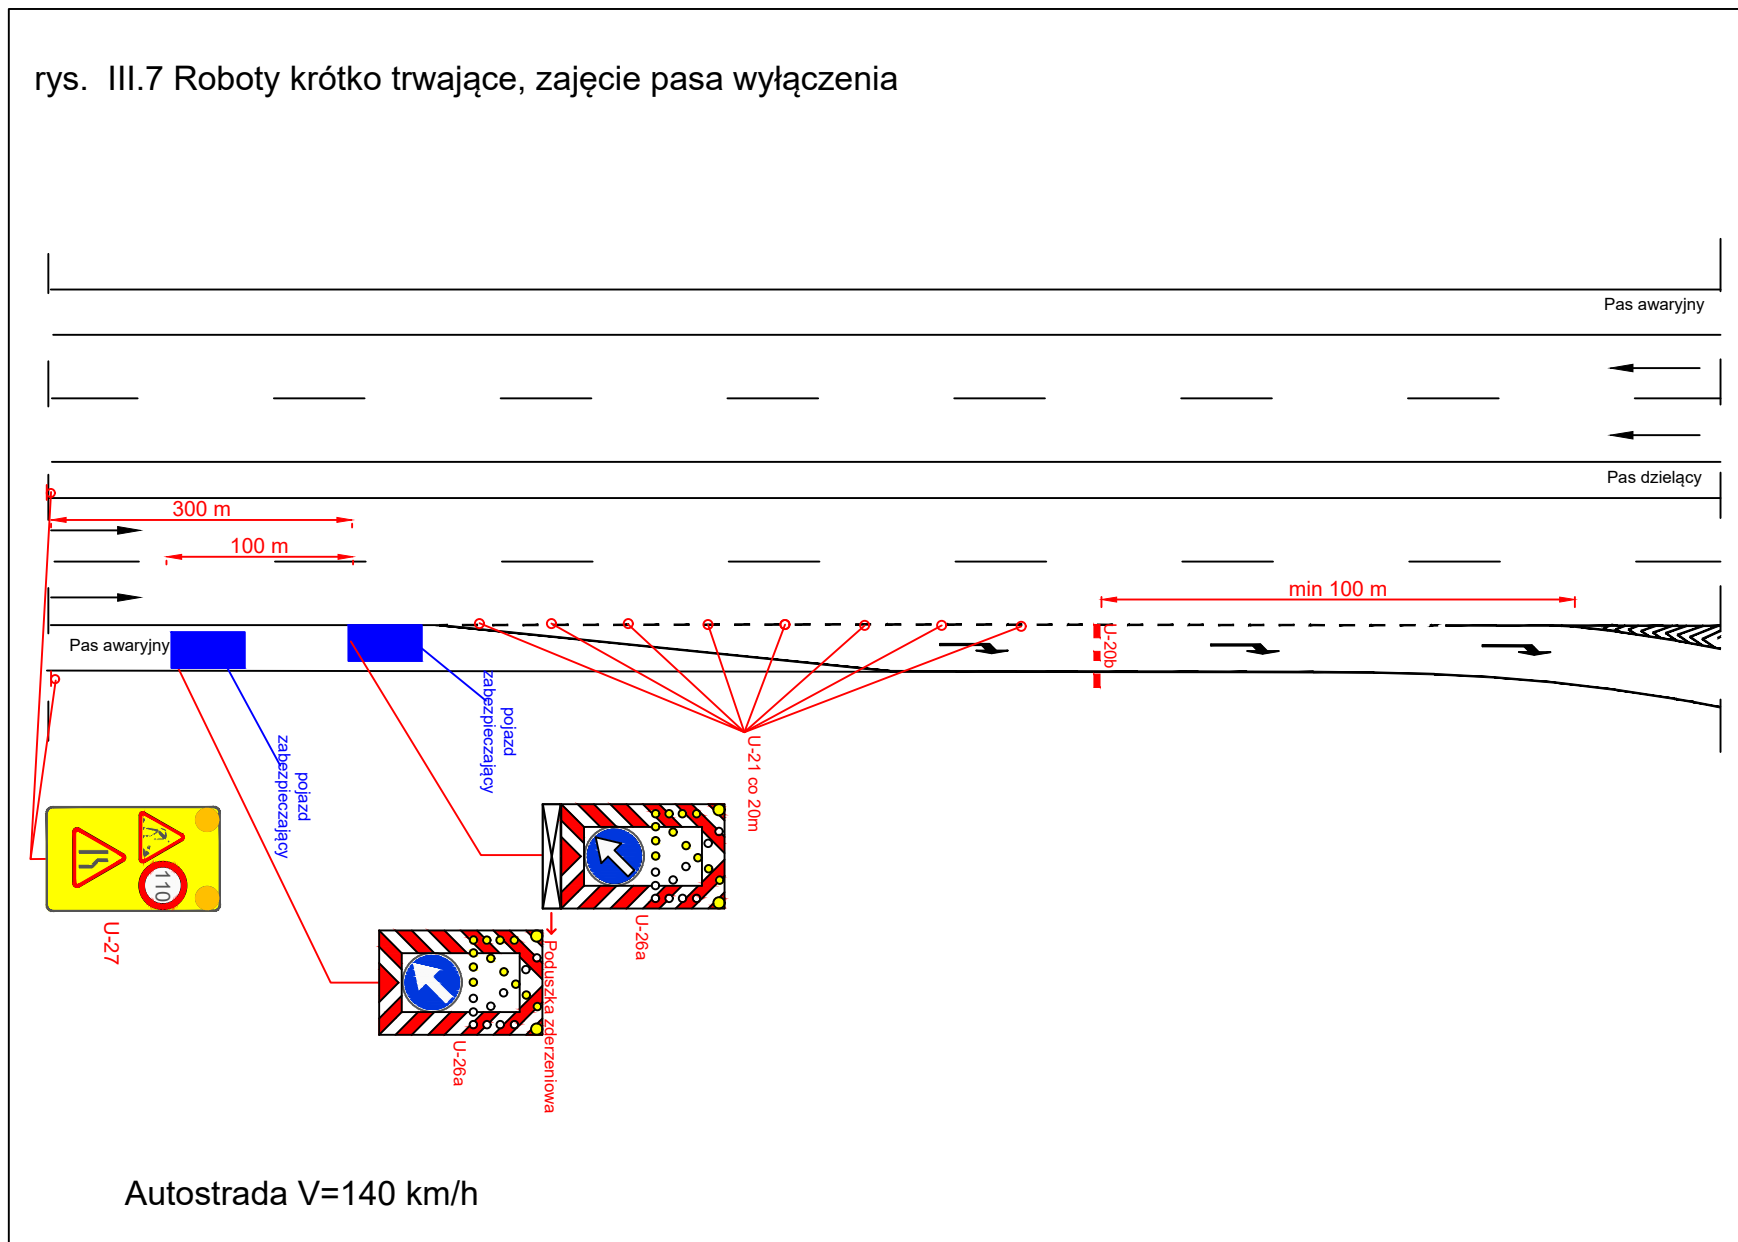 rys. III.7 Roboty krótko trwające, zajęcie pasa wyłączenia
Pas awaryjny
Pas dzielący
300 m
100 m
min 100 m
Pas awaryjny
U-20b
pojazd
zabezpieczający
pojazd
zabezpieczający
U-21 co 20m
110
U-27
U-26a
U-26a
Poduszka zderzeniowa
Autostrada V=140 km/h